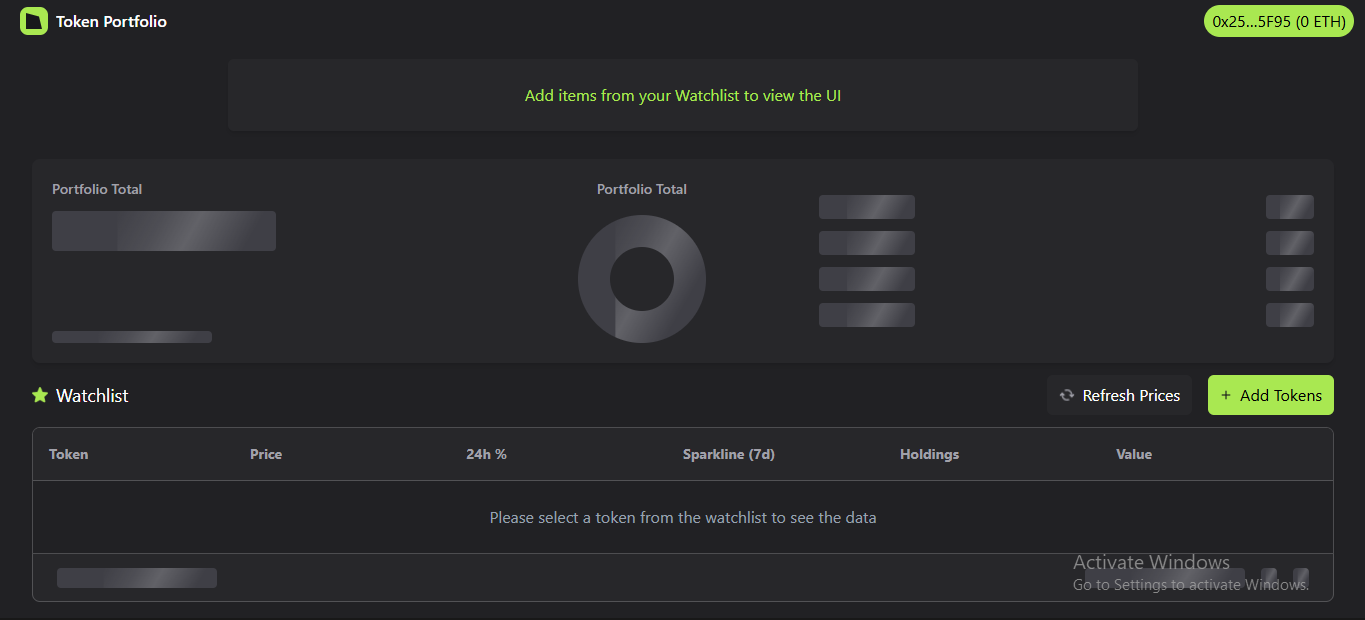 Token Portfolio
0x25...5F95 (0 ETH)
Add items from your Watchlist to view the UI
Portfolio Total
Portfolio Total
Watchlist
Refresh Prices
+ Add Tokens
Token Price 24h % Sparkline (7d) Holdings Value
Please select a token from the watchlist to see the data
Activate Windows
Go to Settings to activate Windows.